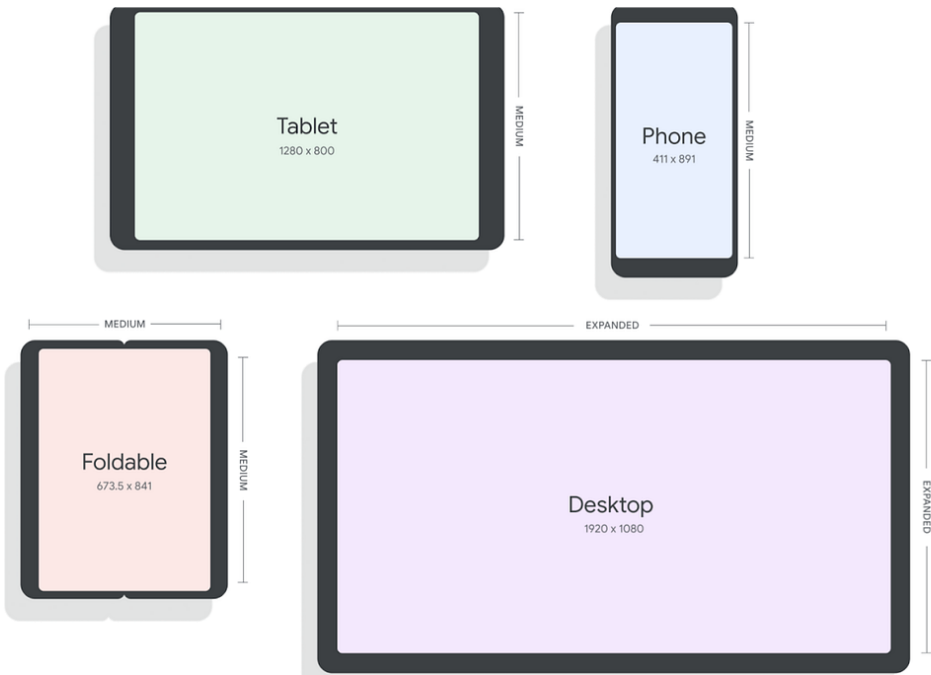 Tablet
1280 x 800
MEDIUM
Phone
411 x 891
MEDIUM
MEDIUM
Foldable
673.5 x 841
MEDIUM
EXPANDED
Desktop
1920 x 1080
EXPANDED